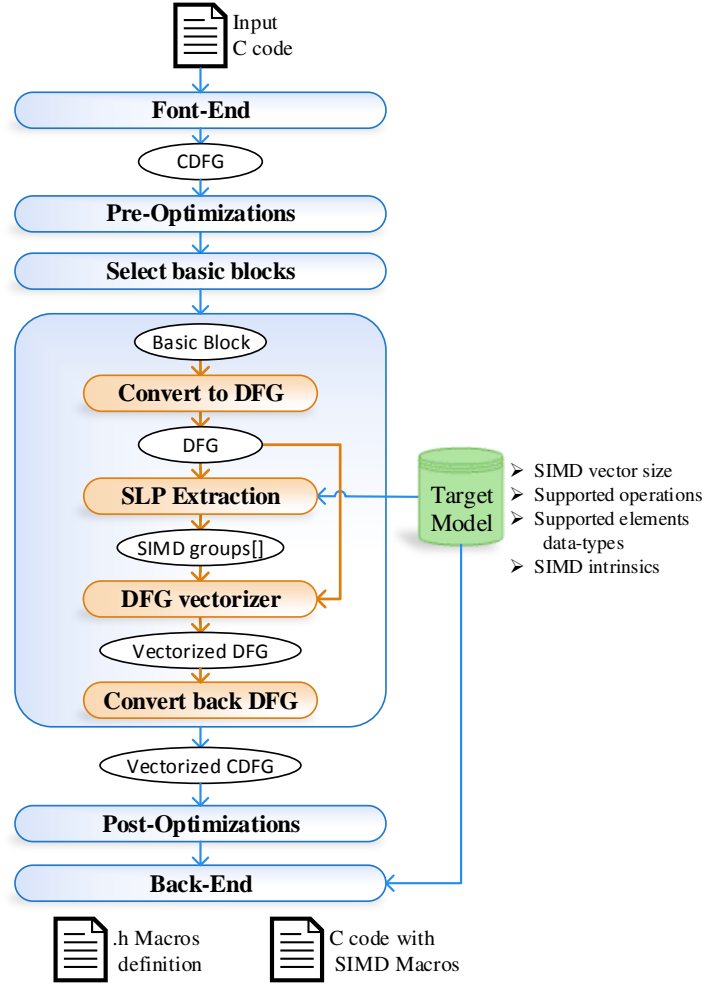 Input
C code
Font-End
CDFG
Pre-Optimizations
Select basic blocks
Basic Block
Convert to DFG
DFG
SLP Extraction
SIMD groups[]
DFG vectorizer
Vectorized DFG
Convert back DFG
Target
Model
➢ SIMD vector size
➢ Supported operations
➢ Supported elements
data-types
➢ SIMD intrinsics
Vectorized CDFG
Post-Optimizations
Back-End
.h Macros
definition
C code with
SIMD Macros